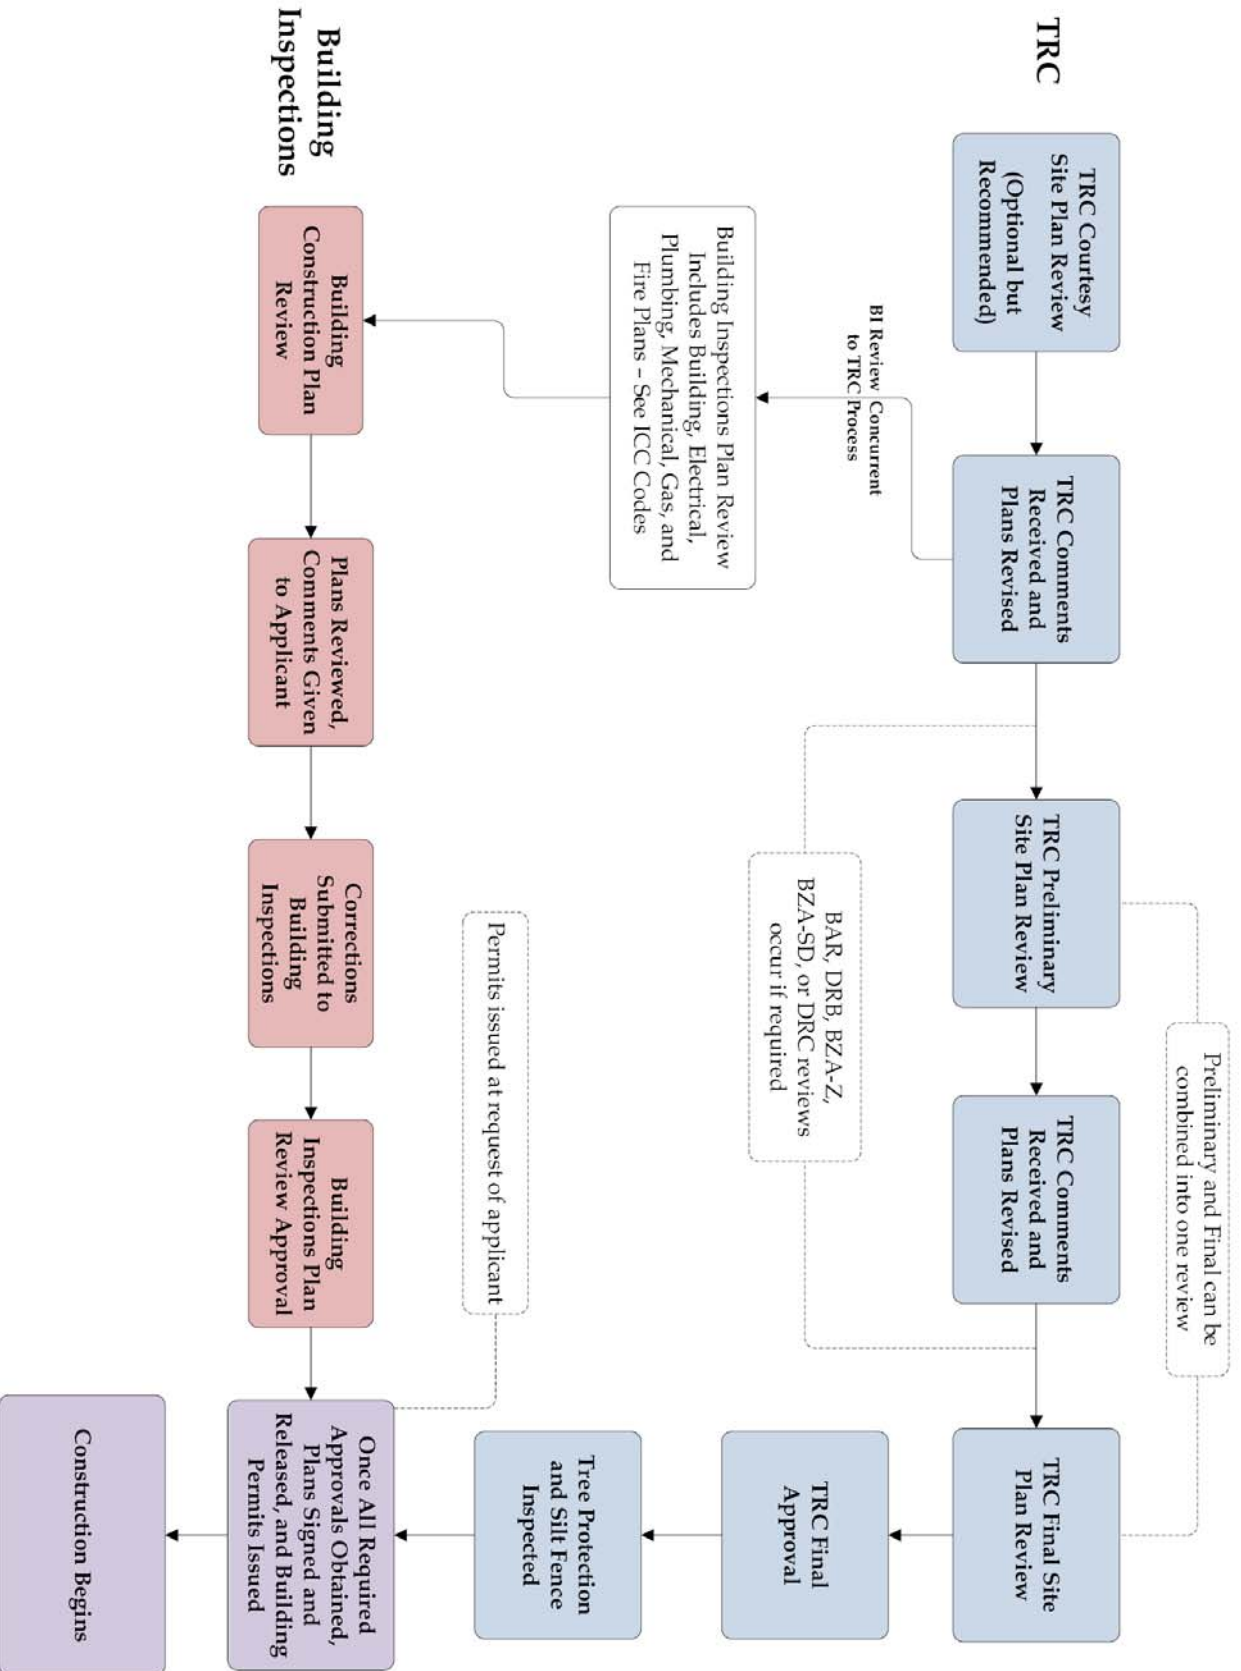 TRC
TRC Courtesy
Site Plan Review
(Optional but
Recommended)
TRC Comments
Received and
Plans Revised
TRC Preliminary
Site Plan Review
TRC Comments
Received and
Plans Revised
TRC Final Site
Plan Review
Preliminary and Final can be
combined into one review
BAR, DRB, BZA-Z,
BZA-SD, or DRC reviews
occur if required
BI Review Concurrent
to TRC Process
Building Inspections Plan Review
Includes Building, Electrical,
Plumbing, Mechanical, Gas, and
Fire Plans – See ICC Codes
TRC Final
Approval
Tree Protection
and Silt Fence
Inspected
Permits issued at request of applicant
Building
Inspections
Building
Construction Plan
Review
Plans Reviewed,
Comments Given
to Applicant
Corrections
Submitted to
Building
Inspections
Building
Inspections Plan
Review Approval
Once All Required
Approvals Obtained,
Plans Signed and
Released, and Building
Permits Issued
Construction Begins